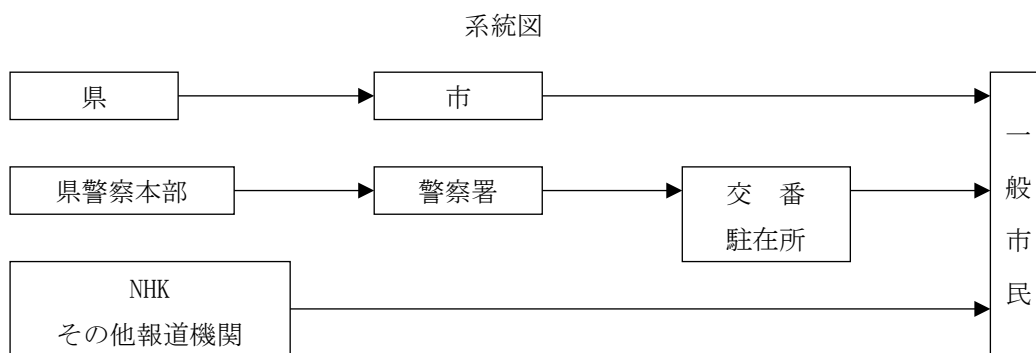 系統図
県
市
県警察本部
警察署
交　番
駐在所
NHK
その他報道機関
一般市民